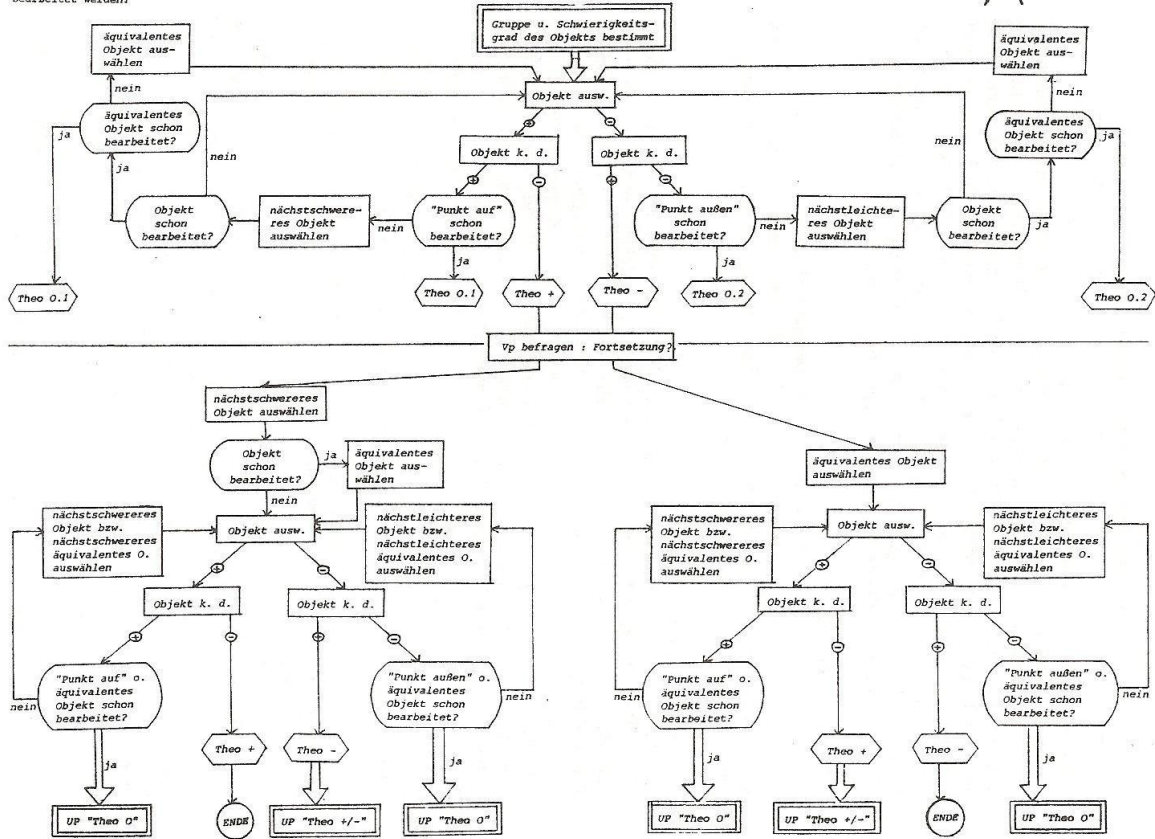 bearbeitet werden.
Gruppe u. Schwierigkeits-
grad des Objekts bestimmt
äquivalentes
Objekt aus-
wählen
äquivalentes
Objekt aus-
wählen
Objekt ausw.
nein
nein
äquivalentes
Objekt schon
bearbeitet?
ja
äquivalentes
Objekt schon
bearbeitet?
ja
+
-
nein
nein
Objekt k. d.
Objekt k. d.
ja
ja
+
-
+
-
Objekt
schon
bearbeitet?
nächstschwere-
res Objekt
auswählen
nein
"Punkt auf"
schon
bearbeitet?
"Punkt außen"
schon
bearbeitet?
nein
nächstleichte-
res Objekt
auswählen
Objekt
schon
bearbeitet?
ja
ja
Theo O.1
Theo O.1
Theo +
Theo -
Theo O.2
Theo O.2
Vp befragen : Fortsetzung?
nächstschwereres
Objekt auswählen
Objekt
schon
bearbeitet?
ja
äquivalentes
Objekt aus-
wählen
nein
äquivalentes Objekt
auswählen
nächstschwereres
Objekt bzw.
nächstschwereres
äquivalentes O.
auswählen
Objekt ausw.
nächstleichteres
Objekt bzw.
nächstleichteres
äquivalentes O.
auswählen
nächstschwereres
Objekt bzw.
nächstschwereres
äquivalentes O.
auswählen
Objekt ausw.
nächstleichteres
Objekt bzw.
nächstleichteres
äquivalentes O.
auswählen
+
-
+
-
Objekt k. d.
Objekt k. d.
Objekt k. d.
Objekt k. d.
+
-
+
-
+
-
+
-
"Punkt auf" o.
äquivalentes
Objekt schon
bearbeitet?
nein
"Punkt außen" o.
äquivalentes
Objekt schon
bearbeitet?
nein
"Punkt auf" o.
äquivalentes
Objekt schon
bearbeitet?
nein
"Punkt außen" o.
äquivalentes
Objekt schon
bearbeitet?
nein
ja
Theo +
Theo -
ja
ja
Theo +
Theo -
ja
UP "Theo O"
ENDE
UP "Theo +/-"
UP "Theo O"
UP "Theo O"
UP "Theo +/-"
ENDE
UP "Theo O"